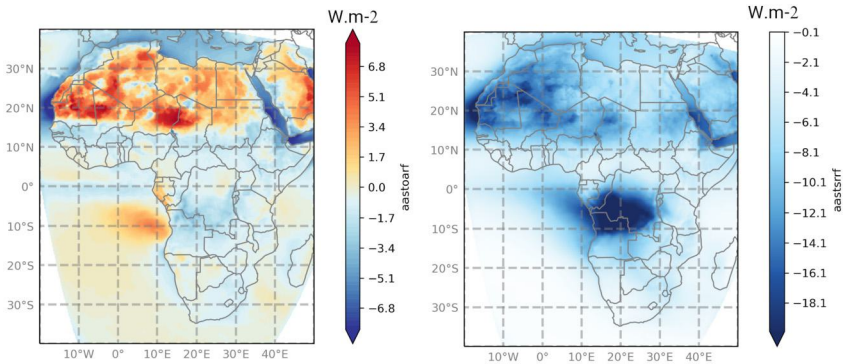 W.m-2
30°N
20°N
10°N
0°
10°S
20°S
30°S
10°W 0° 10°E 20°E 30°E 40°E
6.8
5.1
3.4
1.7
0.0
−1.7
−3.4
−5.1
−6.8
aastoarf
W.m-2
30°N
20°N
10°N
0°
10°S
20°S
30°S
10°W 0° 10°E 20°E 30°E 40°E
−0.1
−2.1
−4.1
−6.1
−8.1
−10.1
−12.1
−14.1
−16.1
−18.1
aastsrrf